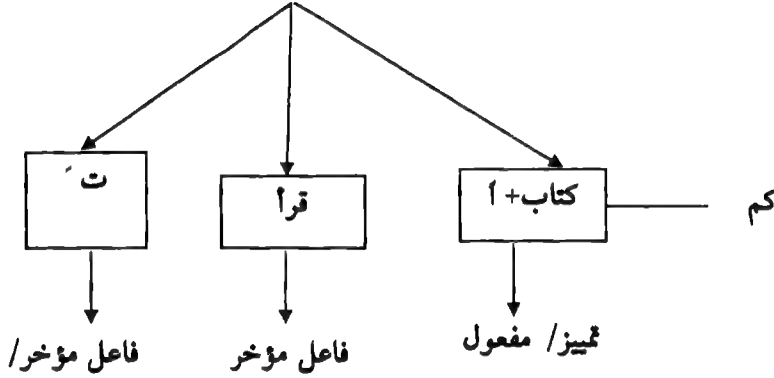 كم
كتاب+ أ
قرأ
تَ
تمييز/ مفعول
فاعل مؤخر
فاعل مؤخر/